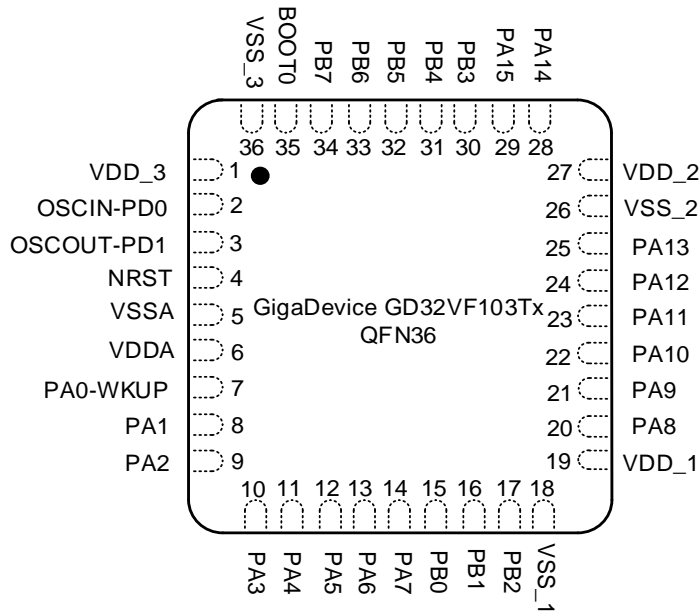 VSS_3
BOOT0
PB7
PB6
PB5
PB4
PB3
PA15
PA14
36 35 34 33 32 31 30 29 28
VDD_3 1 27 VDD_2
OSCIN-PD0 2 26 VSS_2
OSCOUT-PD1 3 25 PA13
NRST 4 24 PA12
VSSA 5 GigaDevice GD32VF103Tx 23 PA11
QFN36
VDDA 6 22 PA10
PA0-WKUP 7 21 PA9
PA1 8 20 PA8
PA2 9 19 VDD_1
10 11 12 13 14 15 16 17 18
PA3
PA4
PA5
PA6
PA7
PB0
PB1
PB2
VSS_1